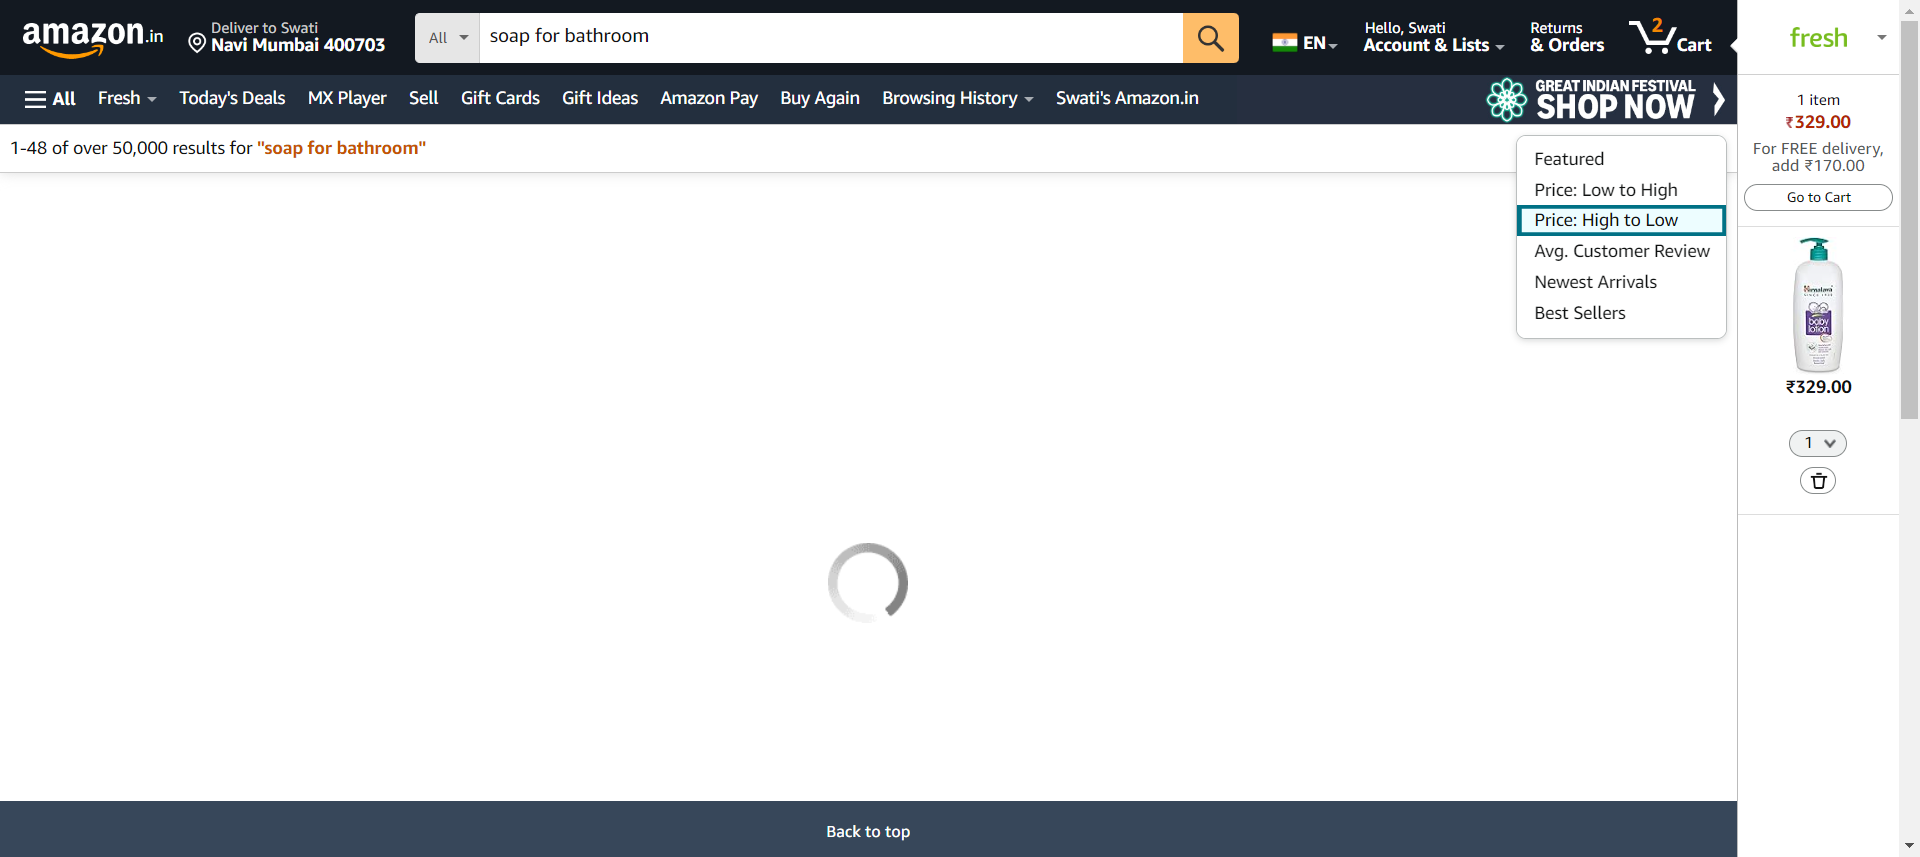 amazon.in
Deliver to Swati
Navi Mumbai 400703
All
soap for bathroom
EN
Hello, Swati
Account & Lists
Returns
& Orders
2
Cart
fresh
All
Fresh
Today's Deals
MX Player
Sell
Gift Cards
Gift Ideas
Amazon Pay
Buy Again
Browsing History
Swati's Amazon.in
GREAT INDIAN FESTIVAL
SHOP NOW
1 item
₹329.00
For FREE delivery,
add ₹170.00
Go to Cart
1-48 of over 50,000 results for "soap for bathroom"
Featured
Price: Low to High
Price: High to Low
Avg. Customer Review
Newest Arrivals
Best Sellers
Himalaya
SINCE 1930
baby
lotion
₹329.00
1
Back to top